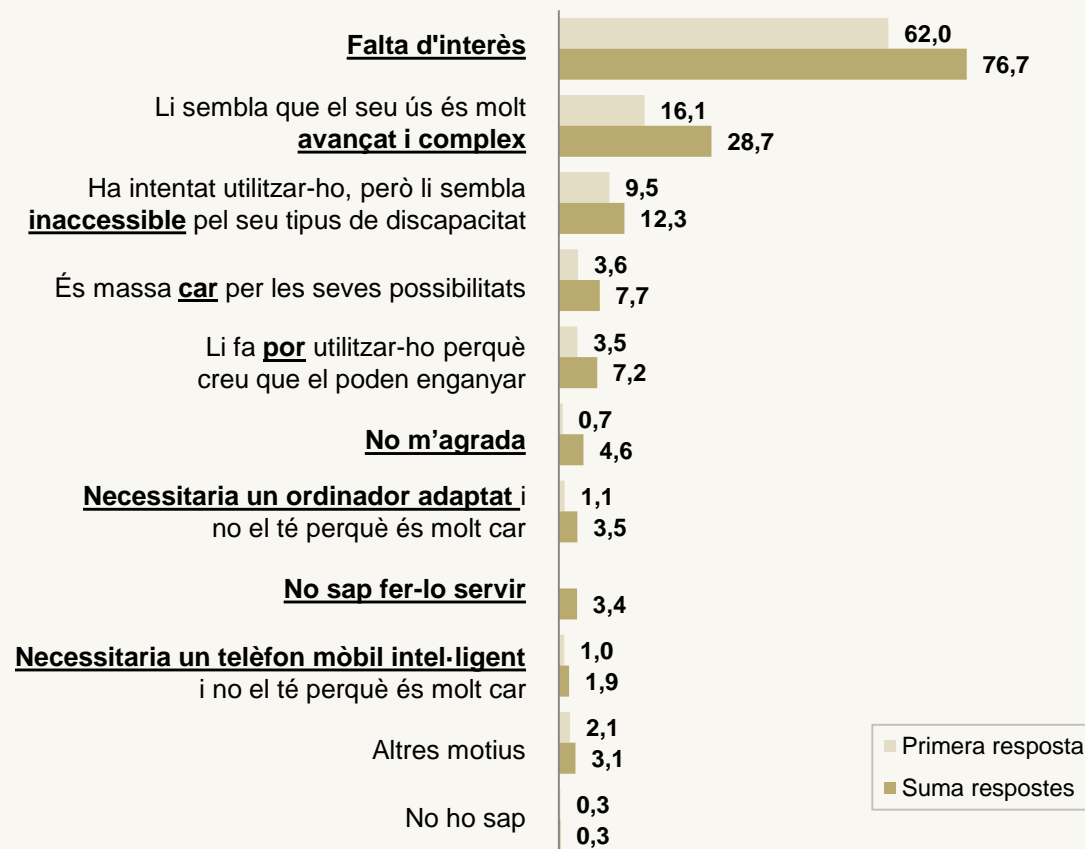 Falta d'interès
62,0
76,7
Li sembla que el seu ús és molt
avançat i complex
16,1
28,7
Ha intentat utilitzar-ho, però li sembla
inaccessible pel seu tipus de discapacitat
9,5
12,3
És massa car per les seves possibilitats
3,6
7,7
Li fa por utilitzar-ho perquè
creu que el poden enganyar
3,5
7,2
No m’agrada
0,7
4,6
Necessitaria un ordinador adaptat i
no el té perquè és molt car
1,1
3,5
No sap fer-lo servir
3,4
Necessitaria un telèfon mòbil intel·ligent
i no el té perquè és molt car
1,0
1,9
Altres motius
2,1
3,1
No ho sap
0,3
0,3
Primera resposta
Suma respostes